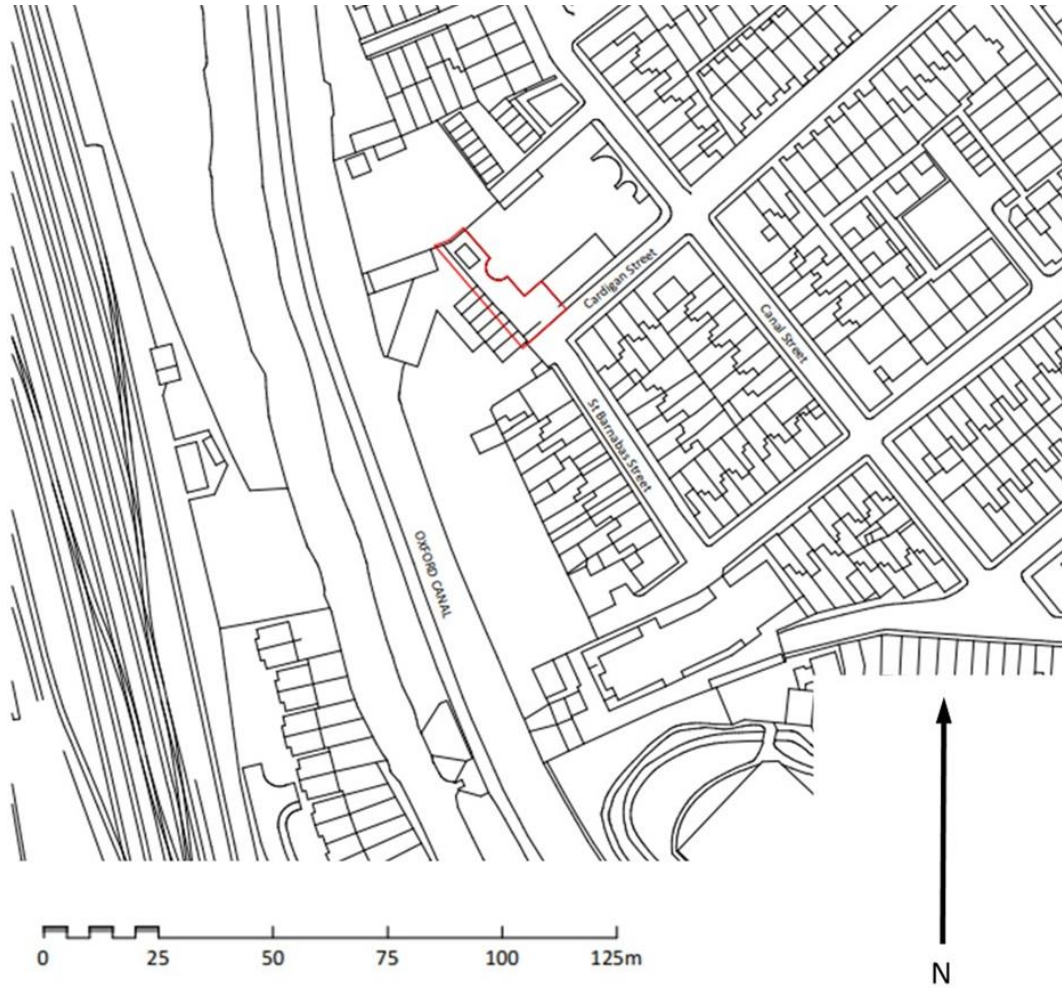 Cardigan Street
Canal Street
St Barnabas Street
OXFORD CANAL
0 25 50 75 100 125m
N